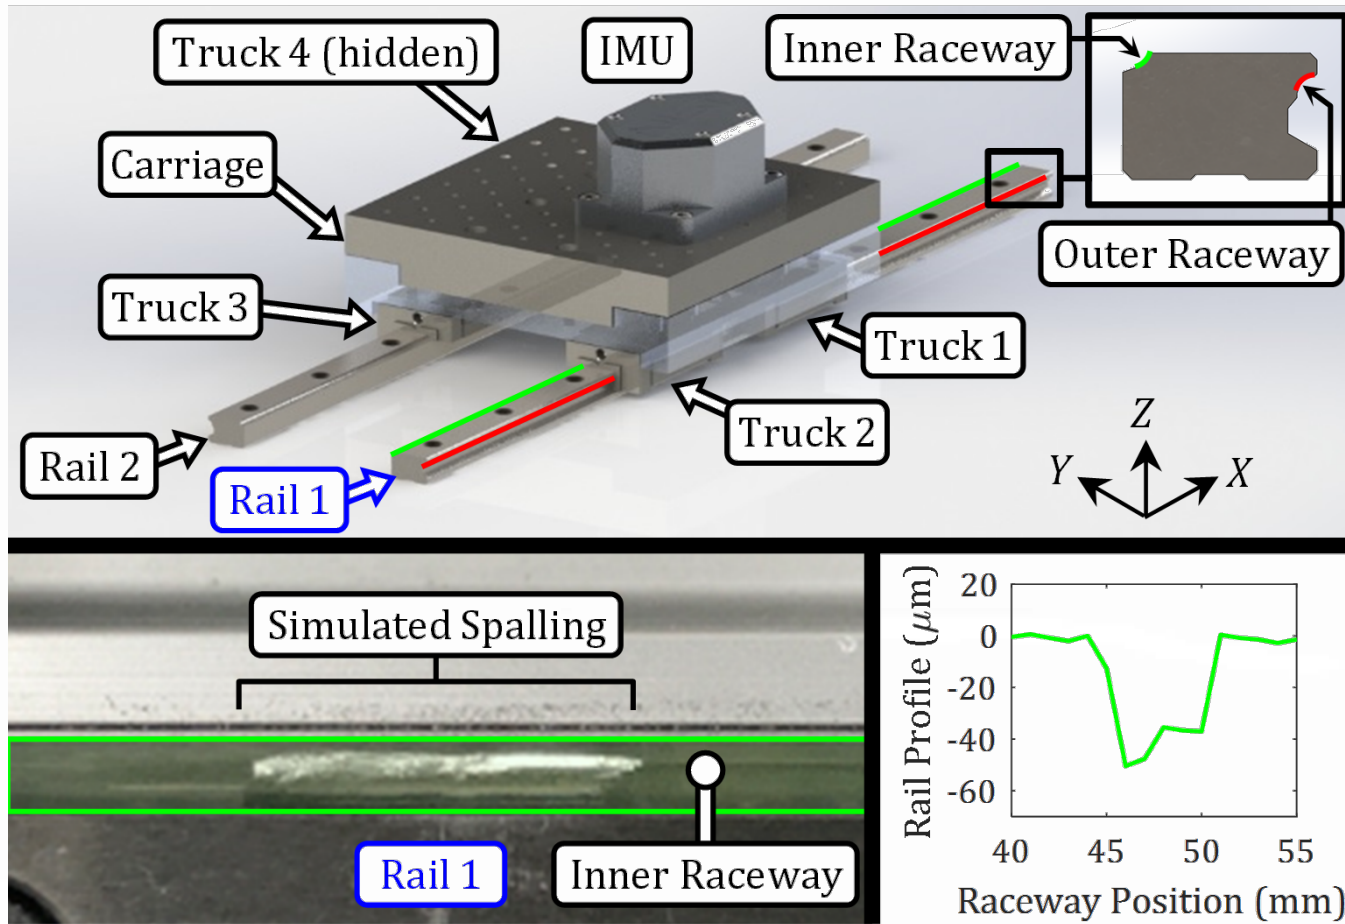 Truck 4 (hidden)
IMU
Inner Raceway
Carriage
Outer Raceway
Truck 3
Truck 1
Truck 2
Rail 2
Rail 1
Z
Y
X
Simulated Spalling
Rail 1
Inner Raceway
Rail Profile (μm)
20
0
-20
-40
-60
40
45
50
55
Raceway Position (mm)